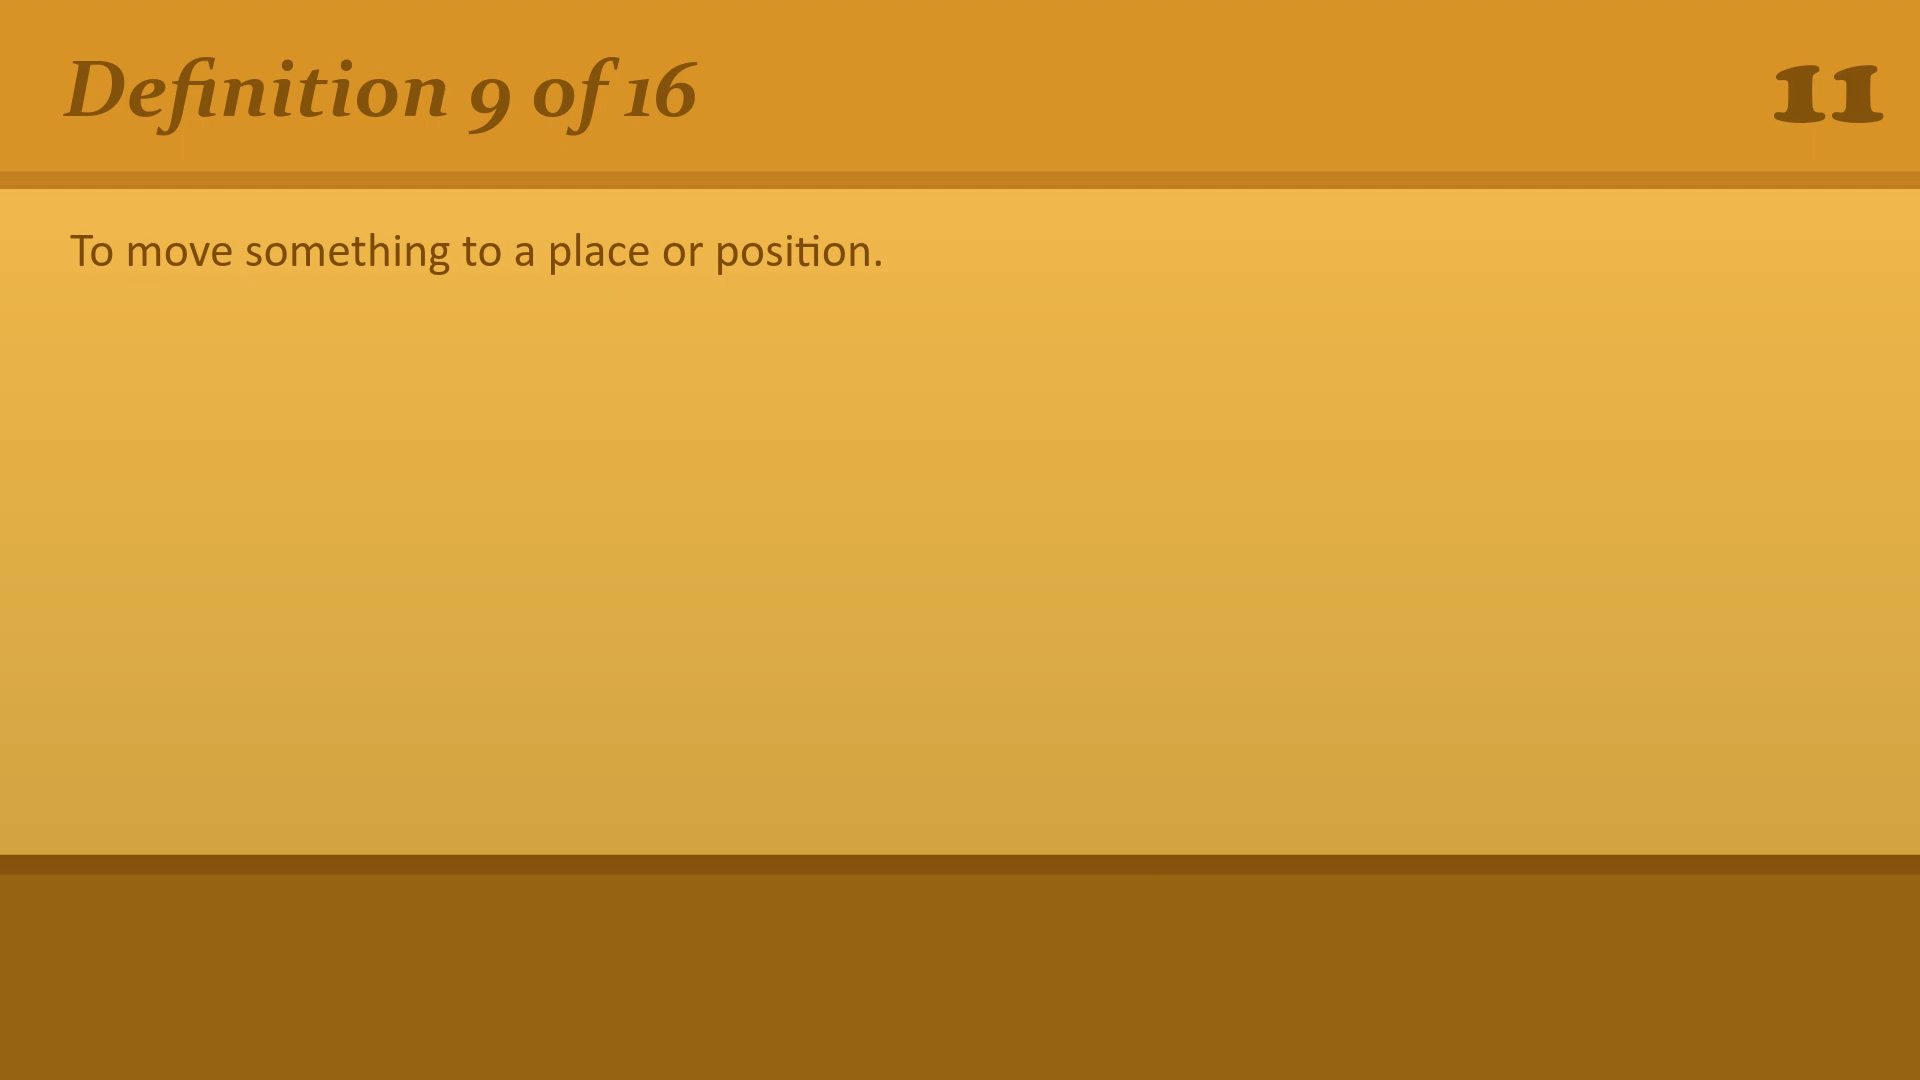 Definition 9 of 16
11
To move something to a place or position.